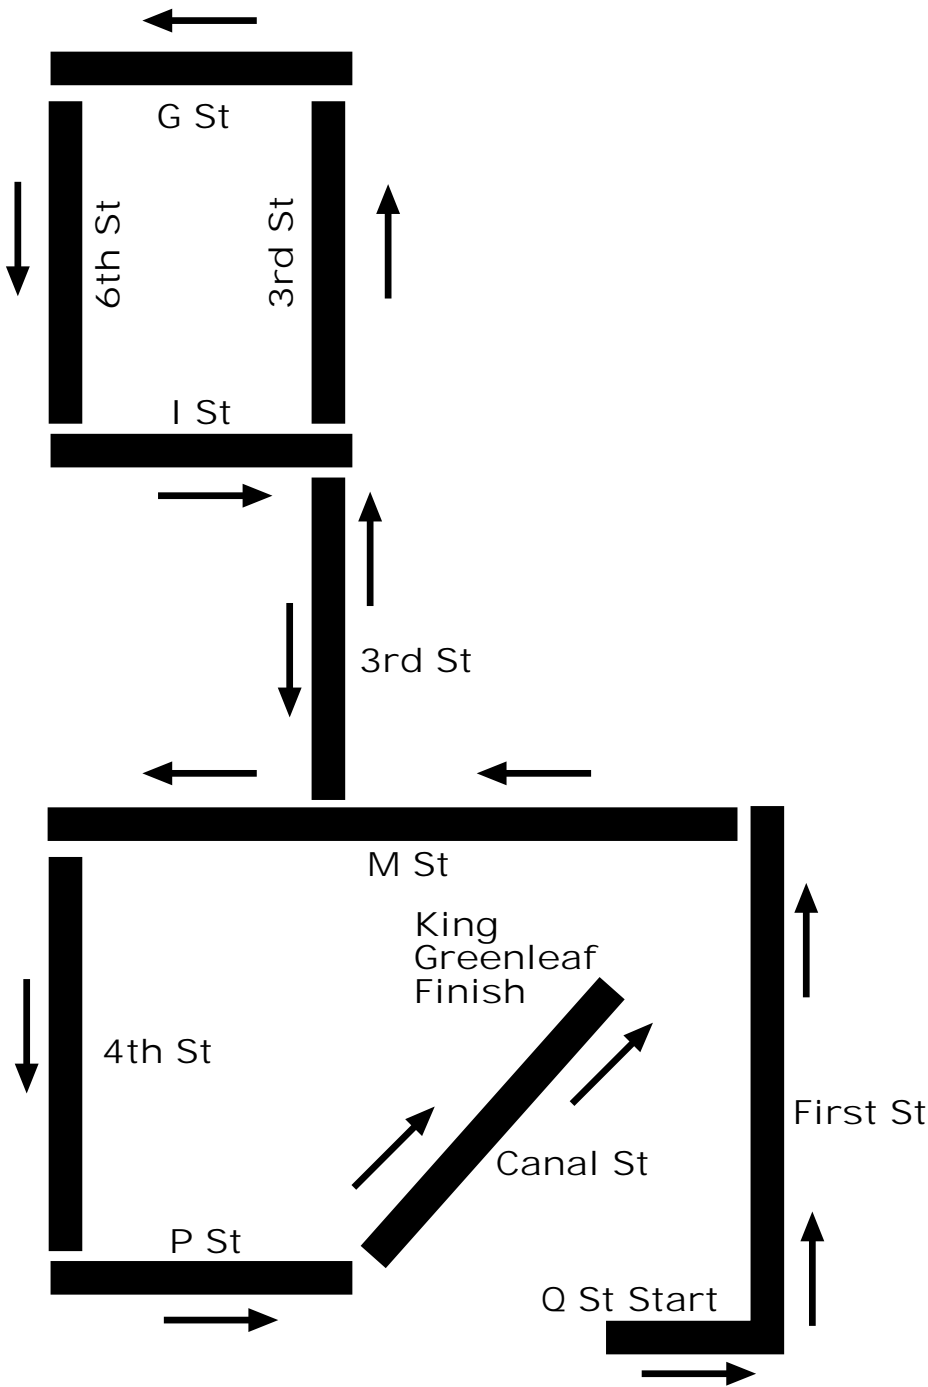 G St
6th St
3rd St
I St
3rd St
M St
King
Greenleaf
Finish
4th St
First St
Canal St
P St
Q St Start